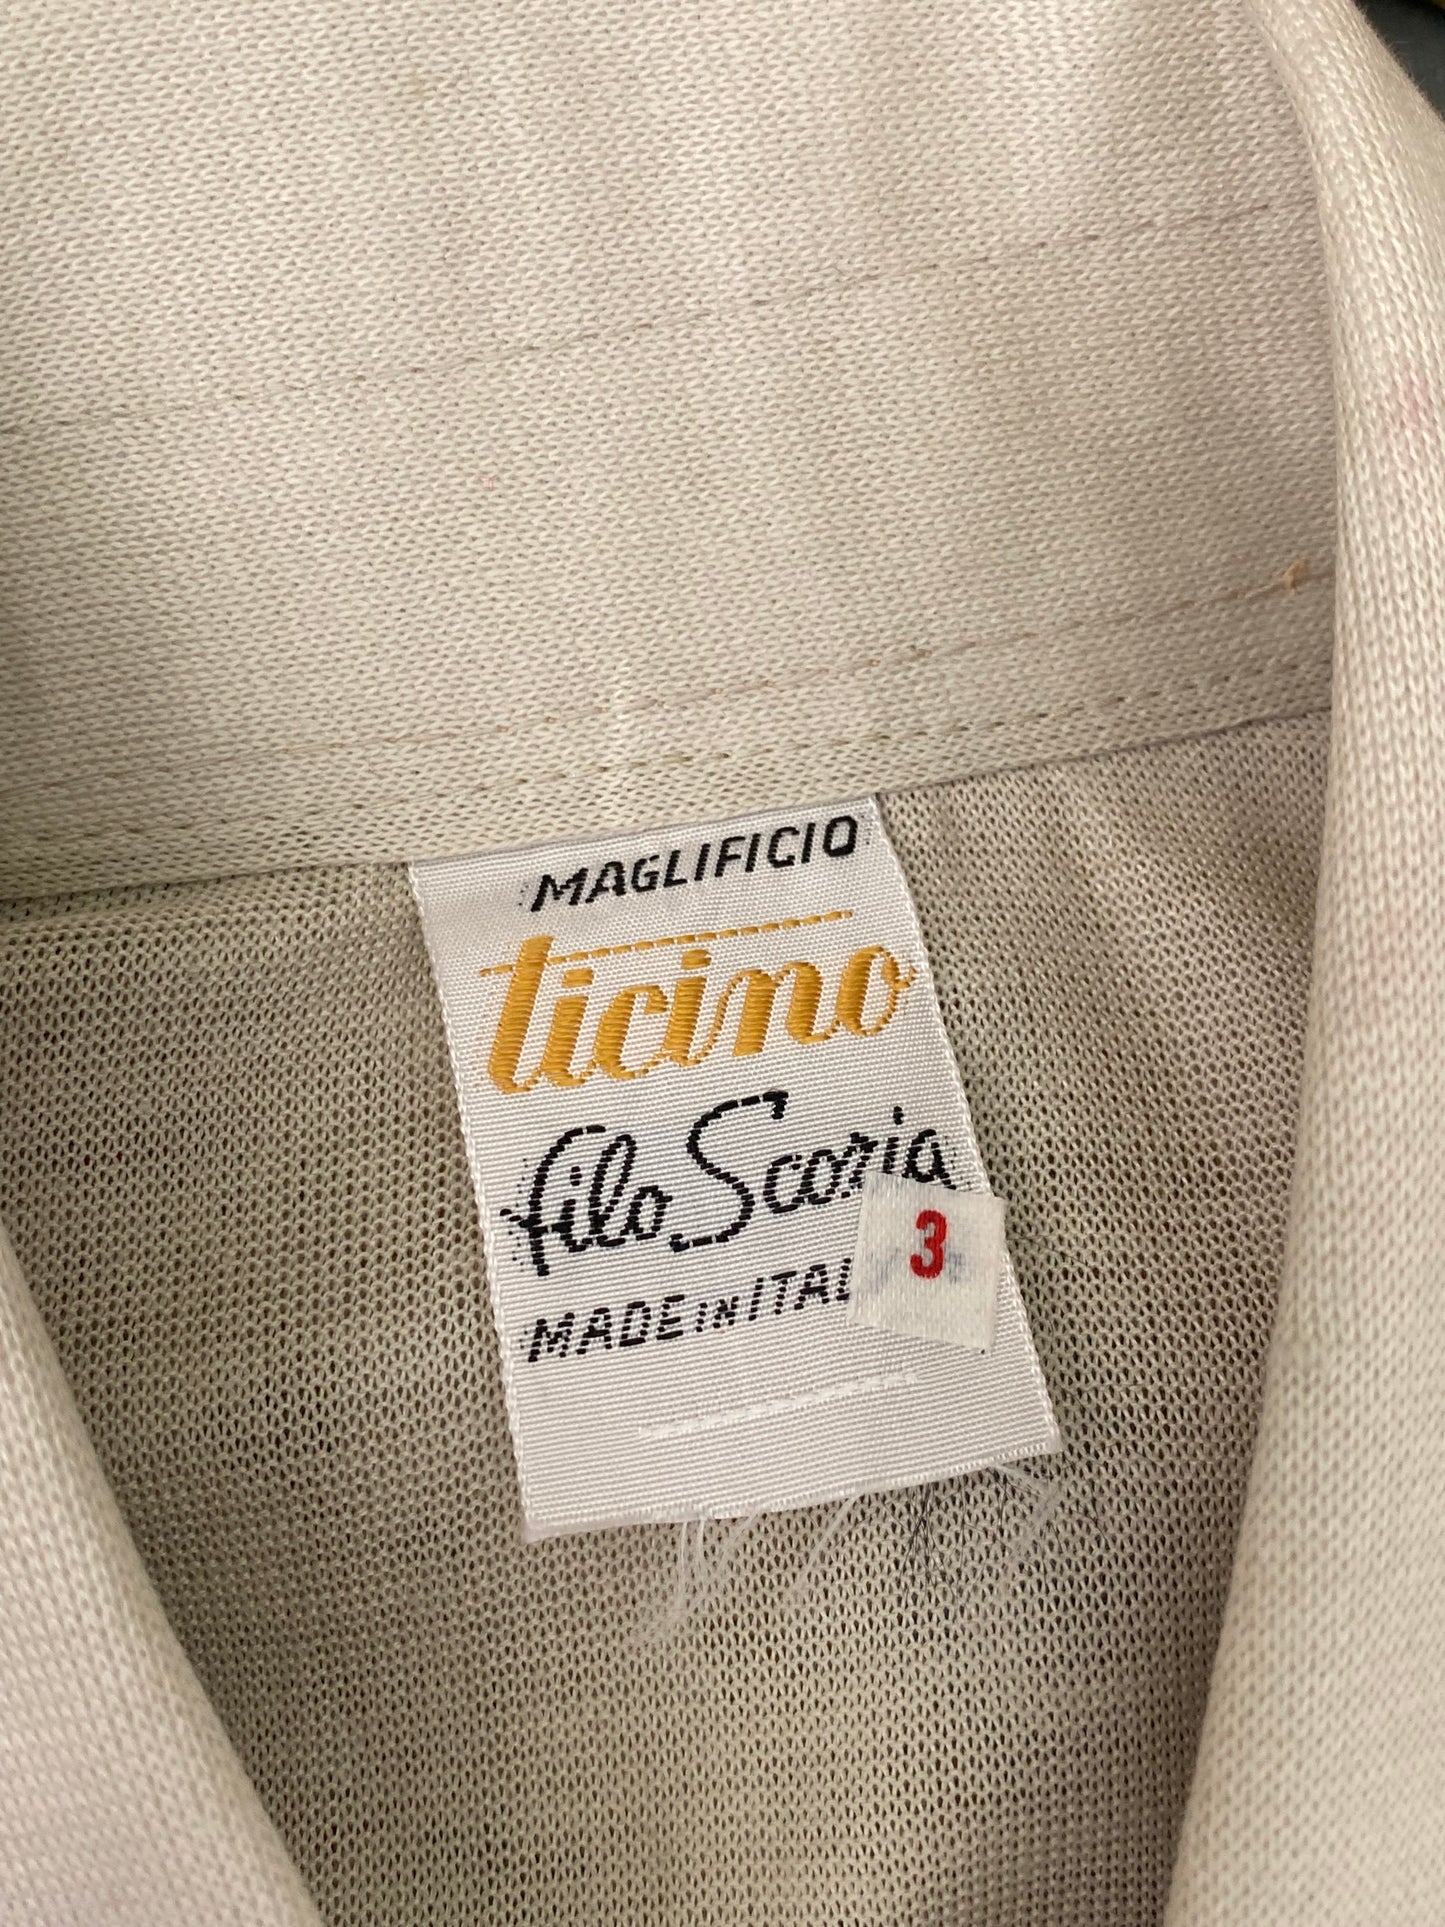 MAGLIFICIO
ticino
filo Scozia
3
MADE IN ITAL